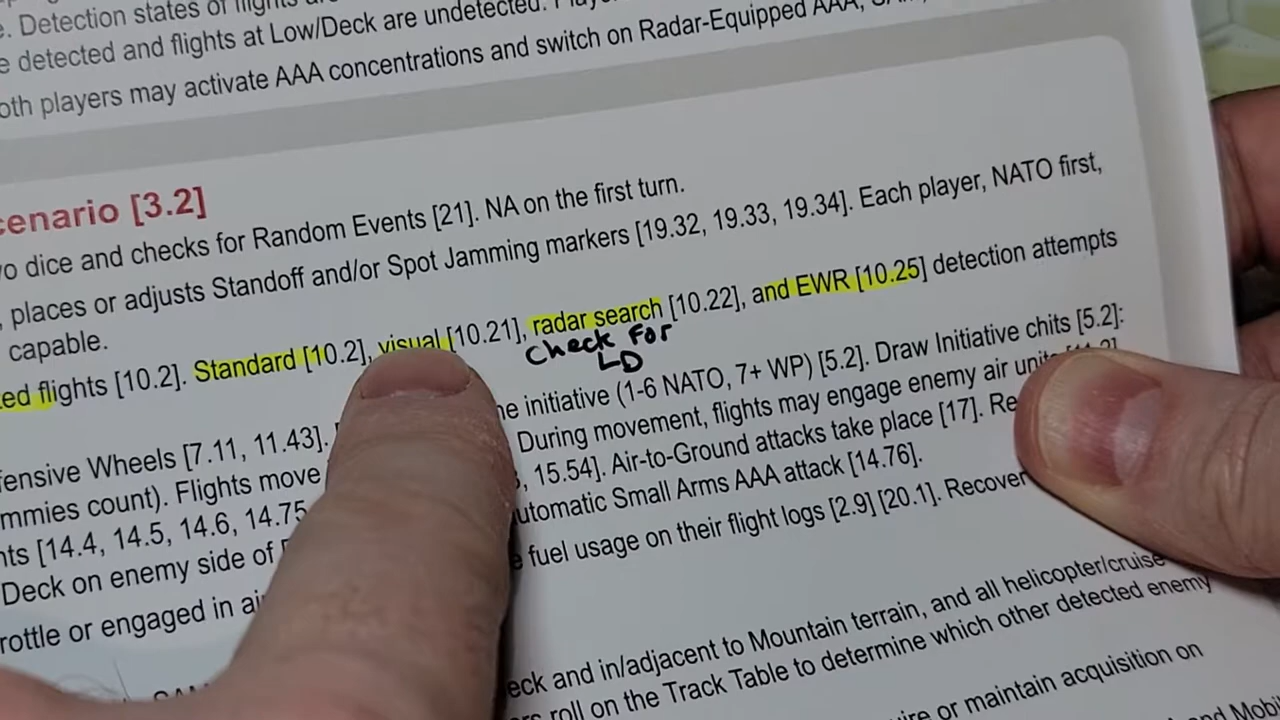 . Detection states of flights
e detected and flights at Low/Deck are undetected.
oth players may activate AAA concentrations and switch on Radar-Equipped AAA,
cenario [3.2]
o dice and checks for Random Events [21]. NA on the first turn.
, places or adjusts Standoff and/or Spot Jamming markers [19.32, 19.33, 19.34]. Each player, NATO first,
capable.
ted flights [10.2]. Standard [10.2], visual [10.21], radar search [10.22], and EWR [10.25] detection attempts
Check For
LD
he initiative (1-6 NATO, 7+ WP) [5.2]. Draw Initiative chits [5.2]:
fensive Wheels [7.11, 11.43]. During movement, flights may engage enemy air units
mmies count). Flights move , 15.54]. Air-to-Ground attacks take place [17]. Re
nts [14.4, 14.5, 14.6, 14.75 utomatic Small Arms AAA attack [14.76].
Deck on enemy side of e fuel usage on their flight logs [2.9] [20.1]. Recover
rottle or engaged in ai
eck and in/adjacent to Mountain terrain, and all helicopter/cruise
rs roll on the Track Table to determine which other detected enemy
ire or maintain acquisition on
and Mobi